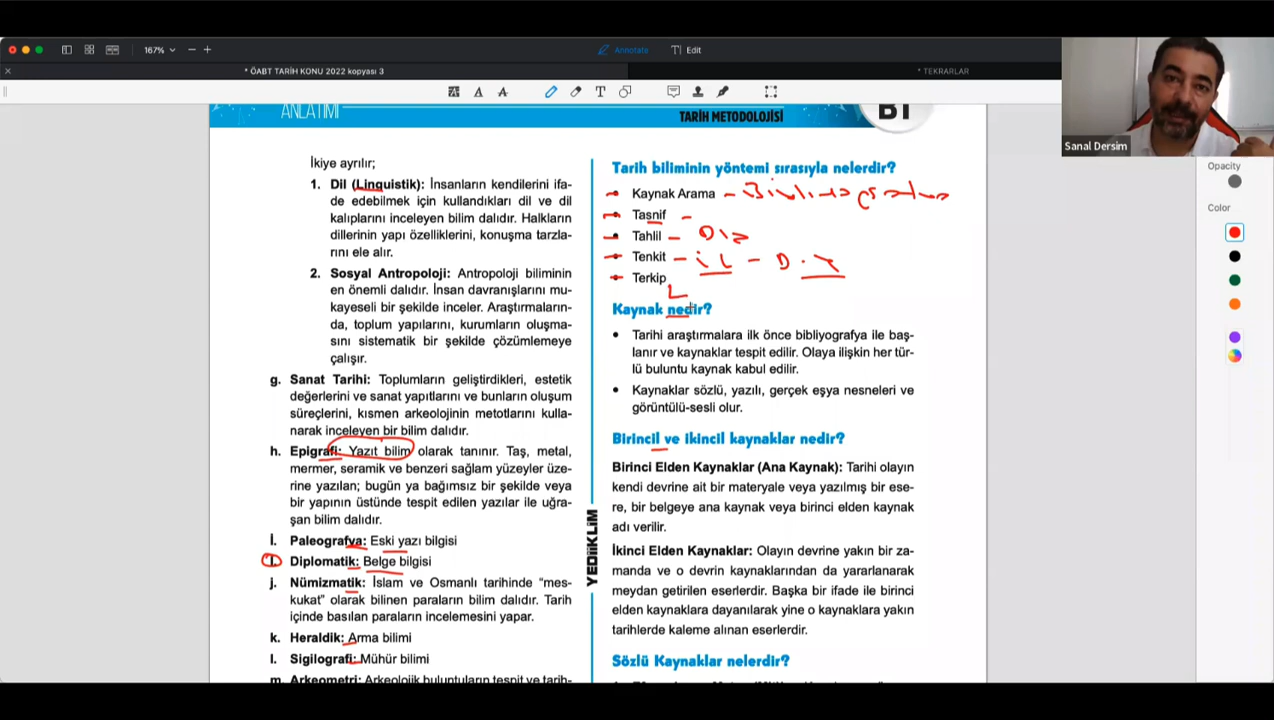 167%
Annotate
Edit
* ÖABT TARİH KONU 2022 kopyası 3
* TEKRARLAR
Sanal Dersim
Opacity
Color
ANLATIMI
TARİH METODOLOJİSİ
BT
İkiye ayrılır;
1. Dil (Linguistik): İnsanların kendilerini ifa-
de edebilmek için kullandıkları dil ve dil
kalıplarını inceleyen bilim dalıdır. Halkların
dillerinin yapı özelliklerini, konuşma tarzla-
rını ele alır.
2. Sosyal Antropoloji: Antropoloji biliminin
en önemli dalıdır. İnsan davranışlarını mu-
kayeseli bir şekilde inceler. Araştırmaların-
da, toplum yapılarını, kurumların oluşma-
sını sistematik bir şekilde çözümlemeye
çalışır.
g. Sanat Tarihi: Toplumların geliştirdikleri, estetik
değerlerini ve sanat yapıtlarını ve bunların oluşum
süreçlerini, kısmen arkeolojinin metotlarını kulla-
narak inceleyen bir bilim dalıdır.
h. Epigrafi: Yazıt bilim olarak tanınır. Taş, metal,
mermer, seramik ve benzeri sağlam yüzeyler üze-
rine yazılan; bugün ya bağımsız bir şekilde veya
bir yapının üstünde tespit edilen yazılar ile uğra-
şan bilim dalıdır.
I. Paleografya: Eski yazı bilgisi
İ. Diplomatik: Belge bilgisi
j. Nümizmatik: İslam ve Osmanlı tarihinde “mes-
kukat” olarak bilinen paraların bilim dalıdır. Tarih
içinde basılan paraların incelemesini yapar.
k. Heraldik: Arma bilimi
l. Sigilografi: Mühür bilimi
m. Arkeometri: Arkeolojik buluntuların tespit ve tarih-
YEDİİKLİM
Tarih biliminin yöntemi sırasıyla nelerdir?
• Kaynak Arama
• Tasnif
• Tahlil
• Tenkit - iç - D.
• Terkip
Kaynak nedir?
• Tarihi araştırmalara ilk önce bibliyografya ile baş-
lanır ve kaynaklar tespit edilir. Olaya ilişkin her tür-
lü buluntu kaynak kabul edilir.
• Kaynaklar sözlü, yazılı, gerçek eşya nesneleri ve
görüntülü-sesli olur.
Birincil ve ikincil kaynaklar nedir?
Birinci Elden Kaynaklar (Ana Kaynak): Tarihi olayın
kendi devrine ait bir materyale veya yazılmış bir ese-
re, bir belgeye ana kaynak veya birinci elden kaynak
adı verilir.
İkinci Elden Kaynaklar: Olayın devrine yakın bir za-
manda ve o devrin kaynaklarından da yararlanarak
meydan getirilen eserlerdir. Başka bir ifade ile birinci
elden kaynaklara dayanılarak yine o kaynaklara yakın
tarihlerde kaleme alınan eserlerdir.
Sözlü Kaynaklar nelerdir?